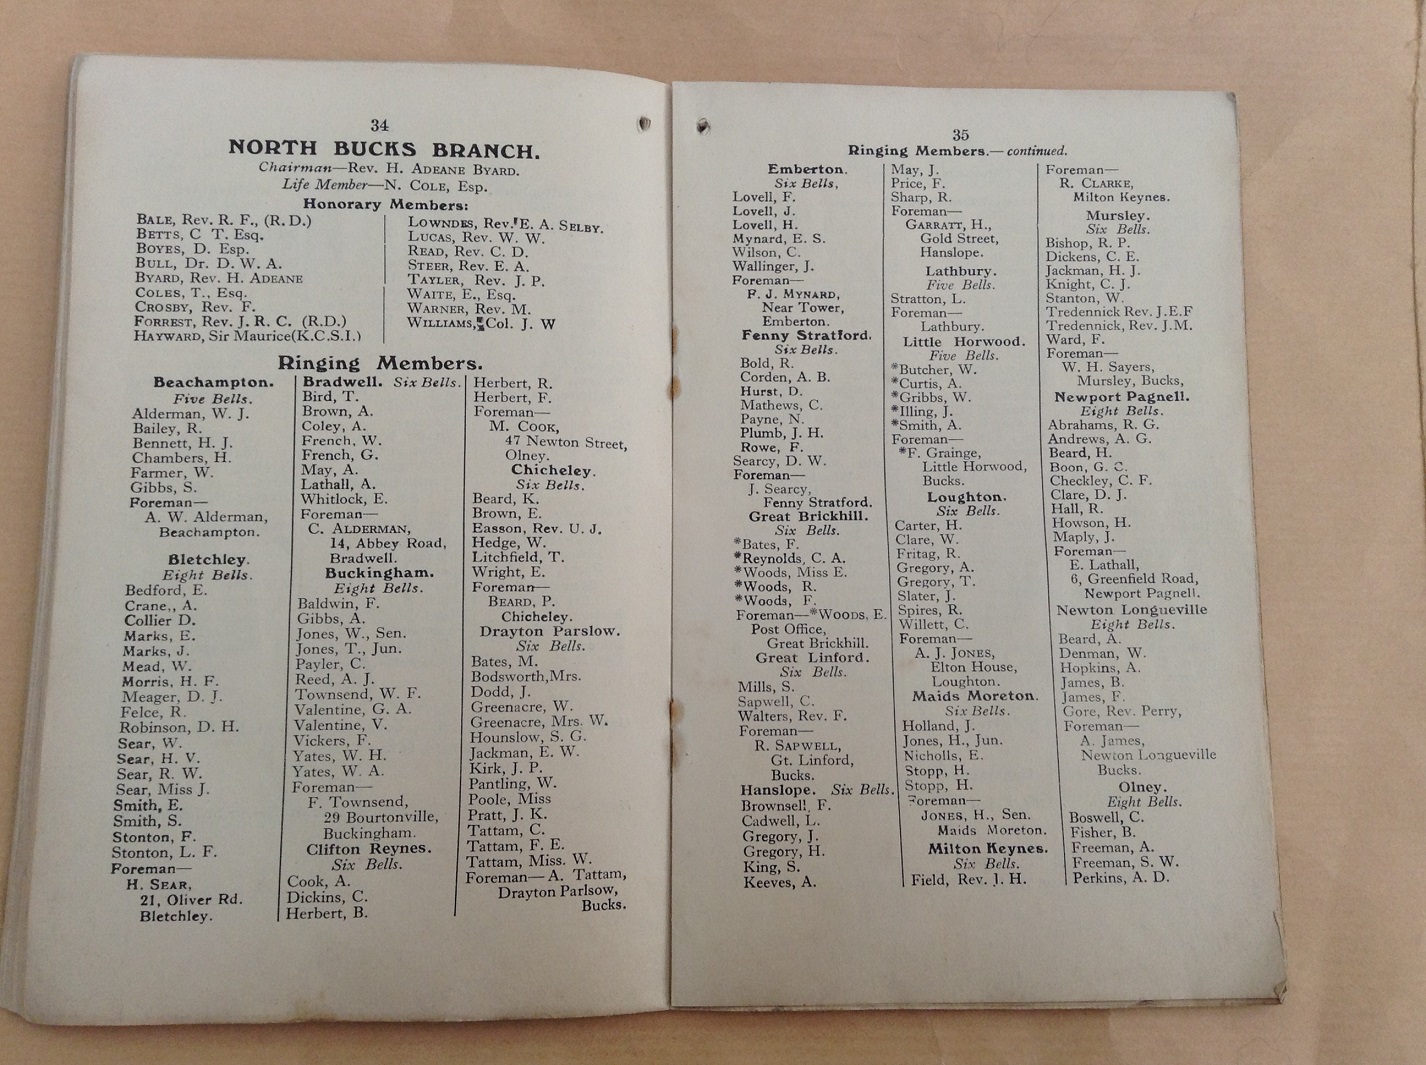 34
NORTH BUCKS BRANCH.
Chairman—Rev. H. ADEANE BYARD.
Life Member—N. COLE, Esp.
Honorary Members:
BALE, Rev. R. F., (R.D.)
BETTS, C T. Esq.
BOYES, D. Esp.
BULL, Dr. D. W. A.
BYARD, Rev. H. ADEANE
COLES, T., Esq.
CROSBY, Rev. F.
FORREST, Rev. J. R. C. (R.D.)
HAYWARD, Sir Maurice(K.C.S.I.)
LOWNDES, Rev. E. A. SELBY.
LUCAS, Rev. W. W.
READ, Rev. C. D.
STEER, Rev. E. A.
TAYLER, Rev. J. P.
WAITE, E., Esq.
WARNER, Rev. M.
WILLIAMS, Col. J. W
Ringing Members.
Beachampton.
Five Bells.
Alderman, W. J.
Bailey, R.
Bennett, H. J.
Chambers, H.
Farmer, W.
Gibbs, S.
Foreman—
A. W. Alderman,
Beachampton.
Bletchley.
Eight Bells.
Bedford, E.
Crane,, A.
Collier D.
Marks, E.
Marks, J.
Mead, W.
Morris, H. F.
Meager, D. J.
Felce, R.
Robinson, D. H.
Sear, W.
Sear, H. V.
Sear, R. W.
Sear, Miss J.
Smith, E.
Smith, S.
Stonton, F.
Stonton, L. F.
Foreman—
H. SEAR,
21, Oliver Rd.
Bletchley.
Bradwell. Six Bells.
Bird, T.
Brown, A.
Coley, A.
French, W.
French, G.
May, A.
Lathall, A.
Whitlock, E.
Foreman—
C. ALDERMAN,
14, Abbey Road,
Bradwell.
Buckingham.
Eight Bells.
Baldwin, F.
Gibbs, A.
Jones, W., Sen.
Jones, T., Jun.
Payler, C.
Reed, A. J.
Townsend, W. F.
Valentine, G. A.
Valentine, V.
Vickers, F.
Yates, W. H.
Yates, W. A.
Foreman—
F. Townsend,
29 Bourtonville,
Buckingham.
Clifton Reynes.
Six Bells.
Cook, A.
Dickins, C.
Herbert, B.
Herbert, R.
Herbert, F.
Foreman—
M. COOK,
47 Newton Street,
Olney.
Chicheley.
Six Bells.
Beard, K.
Brown, E.
Easson, Rev. U. J.
Hedge, W.
Litchfield, T.
Wright, E.
Foreman—
BEARD, P.
Chicheley.
Drayton Parslow.
Six Bells.
Bates, M.
Bodsworth,Mrs.
Dodd, J.
Greenacre, W.
Greenacre, Mrs. W.
Hounslow, S. G.
Jackman, E. W.
Kirk, J. P.
Pantling, W.
Poole, Miss
Pratt, J. K.
Tattam, C.
Tattam, F. E.
Tattam, Miss. W.
Foreman—A. Tattam,
Drayton Parlsow,
Bucks.
35
Ringing Members.—continued.
Emberton.
Six Bells,
Lovell, F.
Lovell, J.
Lovell, H.
Mynard, E. S.
Wilson, C.
Wallinger, J.
Foreman—
F. J. MYNARD,
Near Tower,
Emberton.
Fenny Stratford.
Six Bells.
Bold, R.
Corden, A. B.
Hurst, D.
Mathews, C.
Payne, N.
Plumb, J. H.
Rowe, F.
Searcy, D. W.
Foreman—
J. Searcy,
Fenny Stratford.
Great Brickhill.
Six Bells.
*Bates, F.
*Reynolds, C. A.
*Woods, Miss E.
*Woods, R.
*Woods, F.
Foreman—*WOODS, E.
Post Office,
Great Brickhill.
Great Linford.
Six Bells.
Mills, S.
Sapwell, C.
Walters, Rev. F.
Foreman—
R. SAPWELL,
Gt. Linford,
Bucks.
Hanslope. Six Bells.
Brownsell F.
Cadwell, L.
Gregory, J.
Gregory, H.
King, S.
Keeves, A.
May, J.
Price, F.
Sharp, R.
Foreman—
GARRATT, H.,
Gold Street,
Hanslope.
Lathbury.
Five Bells.
Stratton, L.
Foreman—
Lathbury.
Little Horwood.
Five Bells.
*Butcher, W.
*Curtis, A.
*Gribbs, W.
*Illing, J.
*Smith, A.
Foreman—
*F. Grainge,
Little Horwood,
Bucks.
Loughton.
Six Bells.
Carter, H.
Clare, W.
Fritag, R.
Gregory, A.
Gregory, T.
Slater, J.
Spires, R.
Willett, C.
Foreman—
A. J. JONES,
Elton House,
Loughton.
Maids Moreton.
Six Bells.
Holland, J.
Jones, H., Jun.
Nicholls, E.
Stopp, H.
Stopp, H.
Foreman—
JONES, H., Sen.
Maids Moreton.
Milton Keynes.
Six Bells.
Field, Rev. J. H.
Foreman—
R. CLARKE,
Milton Keynes.
Mursley.
Six Bells.
Bishop, R. P.
Dickens, C. E.
Jackman, H. J.
Knight, C. J.
Stanton, W.
Tredennick Rev. J.E.F
Tredennick, Rev. J.M.
Ward, F.
Foreman—
W. H. Sayers,
Mursley, Bucks,
Newport Pagnell.
Eight Bells.
Abrahams, R. G.
Andrews, A. G.
Beard, H.
Boon, G. C.
Checkley, C. F.
Clare, D. J.
Hall, R.
Howson, H.
Maply, J.
Foreman—
E. Lathall,
6, Greenfield Road,
Newport Pagnell.
Newton Longueville
Eight Bells.
Beard, A.
Denman, W.
Hopkins, A.
James, B.
James, F.
Gore, Rev. Perry,
Foreman—
A. James,
Newton Longueville
Bucks.
Olney.
Eight Bells.
Boswell, C.
Fisher, B.
Freeman, A.
Freeman, S. W.
Perkins, A. D.